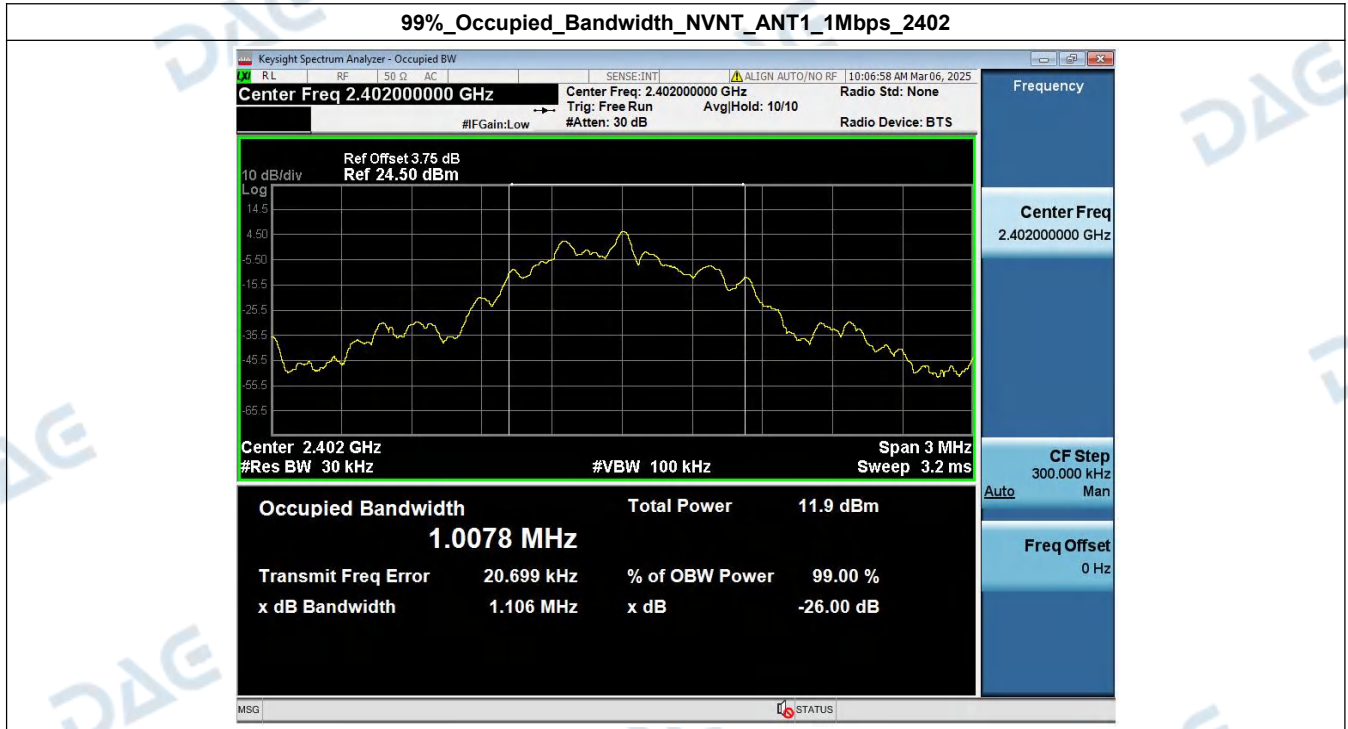 99%_Occupied_Bandwidth_NVNT_ANT1_1Mbps_2402
Keysight Spectrum Analyzer - Occupied BW
LXI RL RF 50 Ω AC SENSE:INT ALIGN AUTO/NO RF 10:06:58 AM Mar 06, 2025
Center Freq 2.402000000 GHz
Center Freq: 2.402000000 GHz Radio Std: None
Trig: Free Run Avg|Hold: 10/10
#IFGain:Low #Atten: 30 dB Radio Device: BTS
Frequency
Ref Offset 3.75 dB
10 dB/div Ref 24.50 dBm
Log
14.5
4.50
-5.50
-15.5
-25.5
-35.5
-45.5
-55.5
-65.5
Center 2.402 GHz Span 3 MHz
#Res BW 30 kHz #VBW 100 kHz Sweep 3.2 ms
Center Freq
2.402000000 GHz
CF Step
300.000 kHz
Auto Man
Freq Offset
0 Hz
Occupied Bandwidth Total Power 11.9 dBm
1.0078 MHz
Transmit Freq Error 20.699 kHz % of OBW Power 99.00 %
x dB Bandwidth 1.106 MHz x dB -26.00 dB
MSG STATUS
DAG
DAG
DAG
DAG